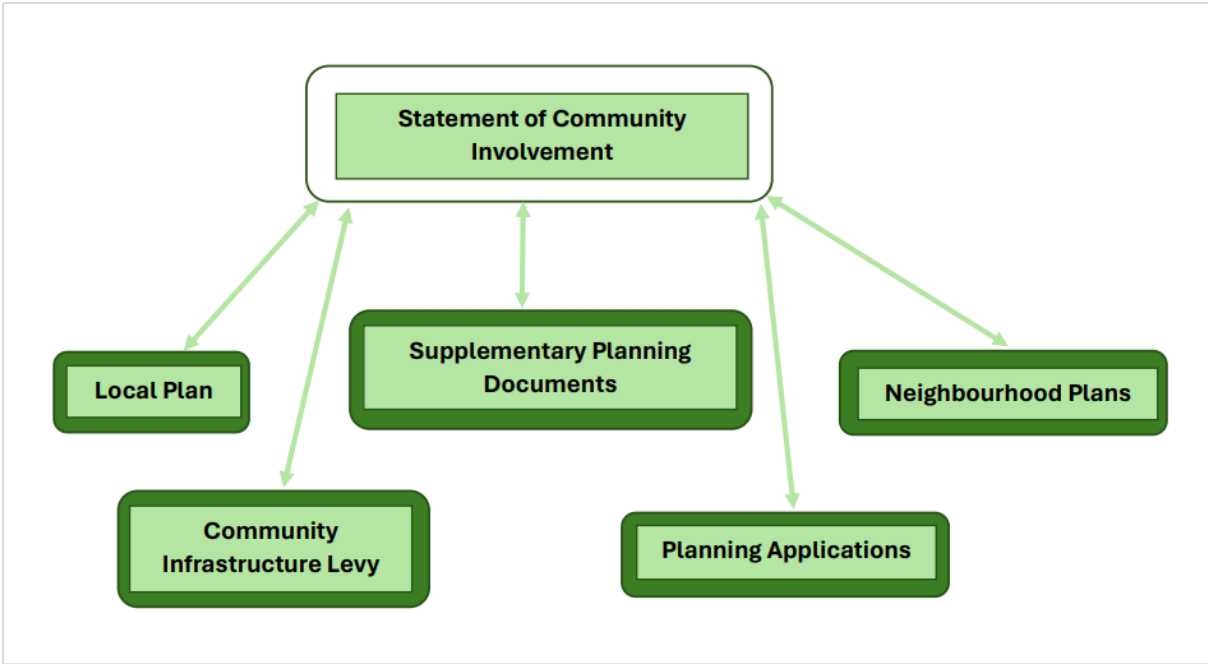 Statement of Community
Involvement
Supplementary Planning
Documents
Local Plan
Neighbourhood Plans
Community
Infrastructure Levy
Planning Applications